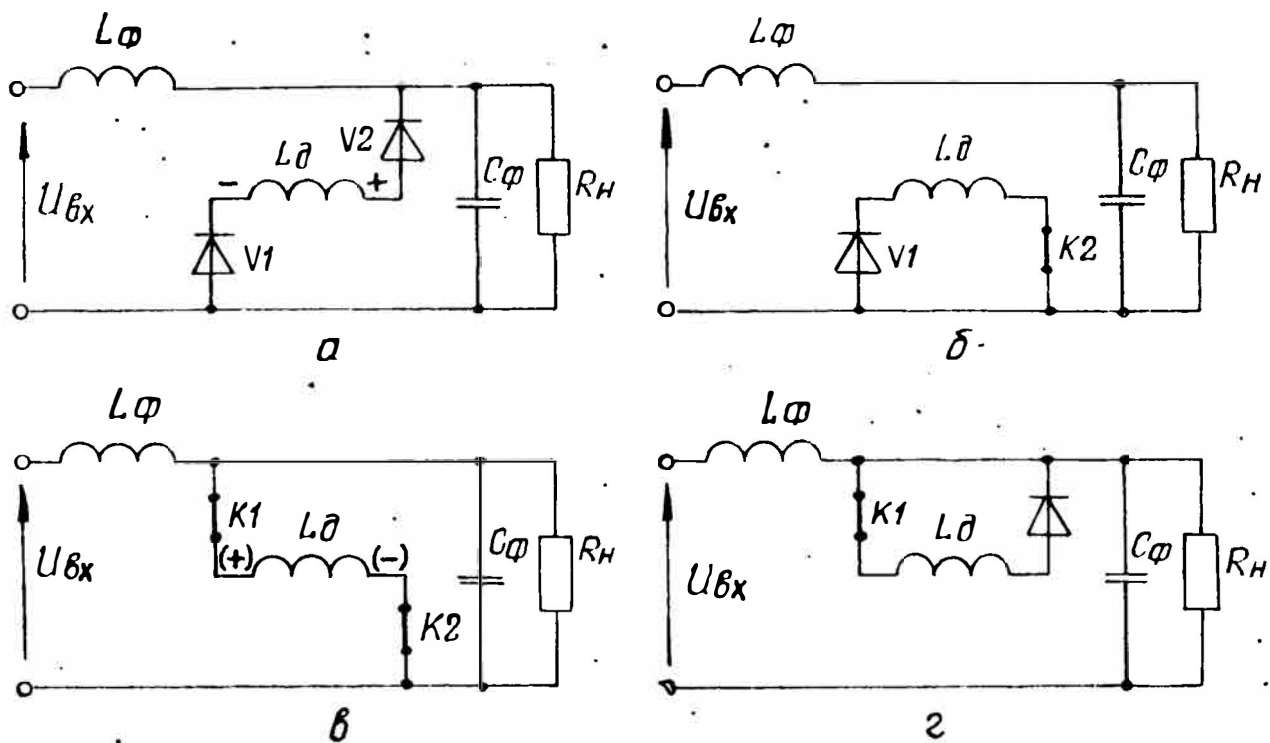 Lф
Uвх
V1
-
Lд
+
V2
Cф
Rн
а
Lф
Uвх
V1
Lд
K2
Cф
Rн
б
Lф
Uвх
K1
(+)
Lд
(-)
K2
Cф
Rн
в
Lф
Uвх
K1
Lд
Cф
Rн
г